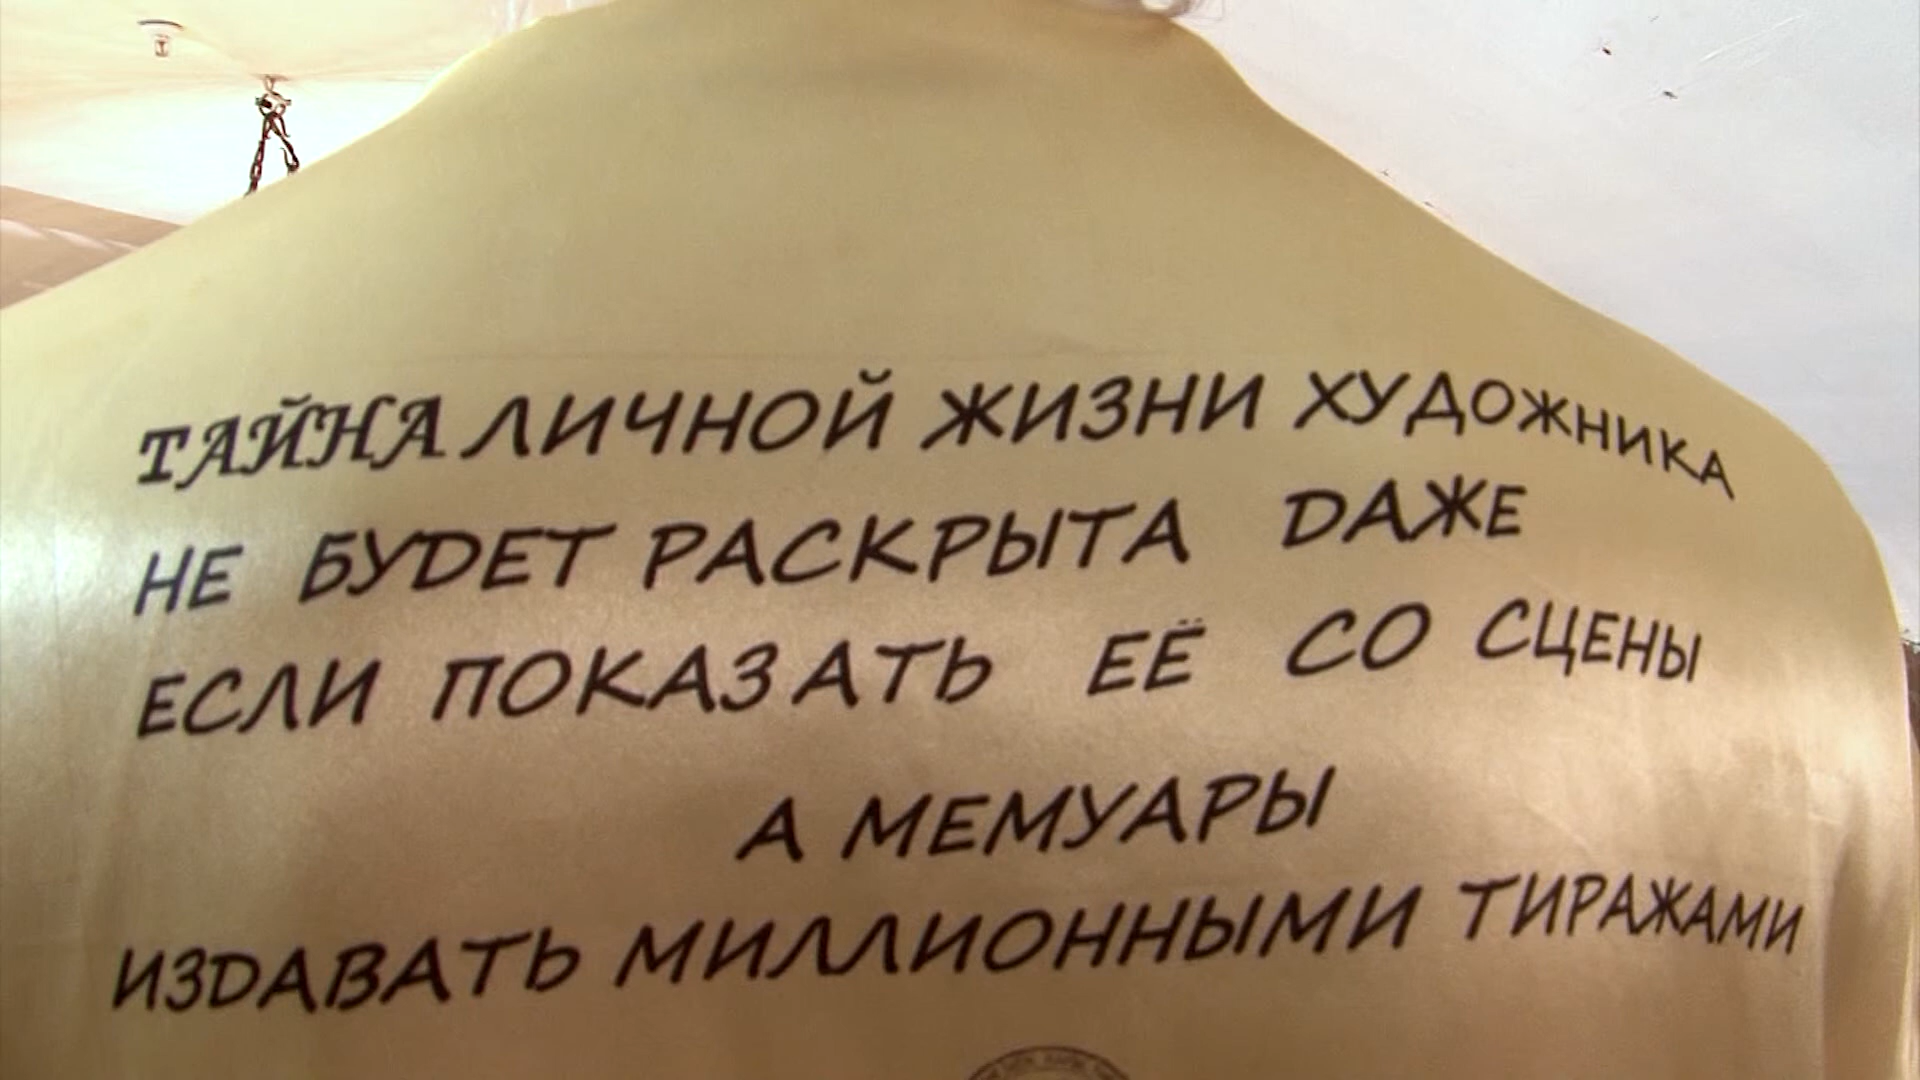 ТАЙНА ЛИЧНОЙ ЖИЗНИ ХУДОЖНИКА
НЕ БУДЕТ РАСКРЫТА ДАЖЕ
ЕСЛИ ПОКАЗАТЬ ЕЁ СО СЦЕНЫ
А МЕМУАРЫ
ИЗДАВАТЬ МИЛЛИОННЫМИ ТИРАЖАМИ